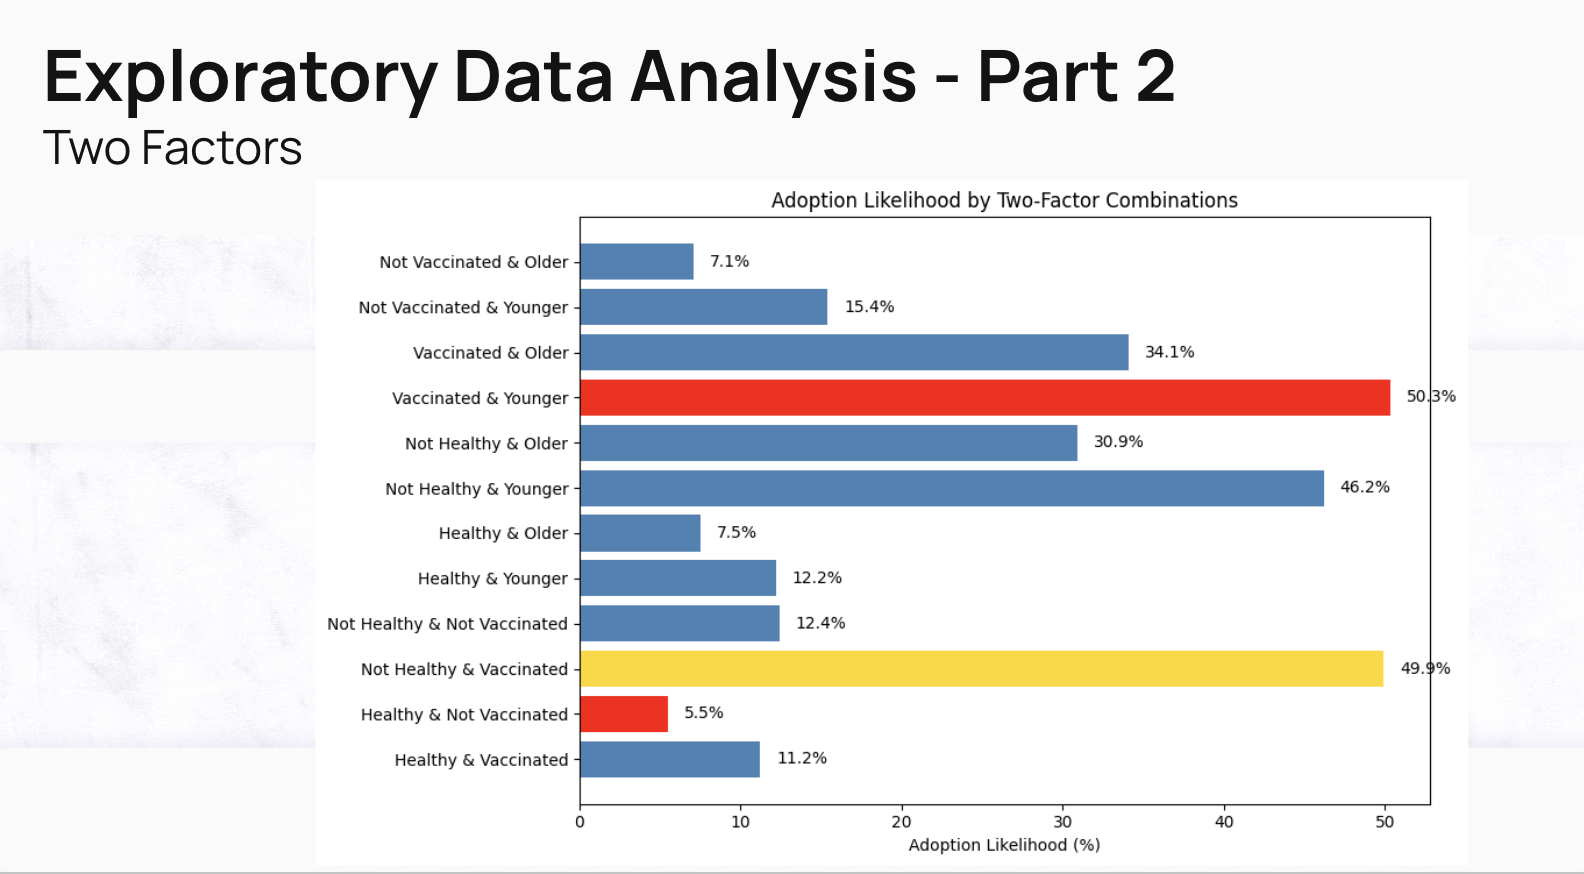 Exploratory Data Analysis - Part 2
Two Factors
Adoption Likelihood by Two-Factor Combinations
Not Vaccinated & Older 7.1%
Not Vaccinated & Younger 15.4%
Vaccinated & Older 34.1%
Vaccinated & Younger 50.3%
Not Healthy & Older 30.9%
Not Healthy & Younger 46.2%
Healthy & Older 7.5%
Healthy & Younger 12.2%
Not Healthy & Not Vaccinated 12.4%
Not Healthy & Vaccinated 49.9%
Healthy & Not Vaccinated 5.5%
Healthy & Vaccinated 11.2%
0 10 20 30 40 50
Adoption Likelihood (%)